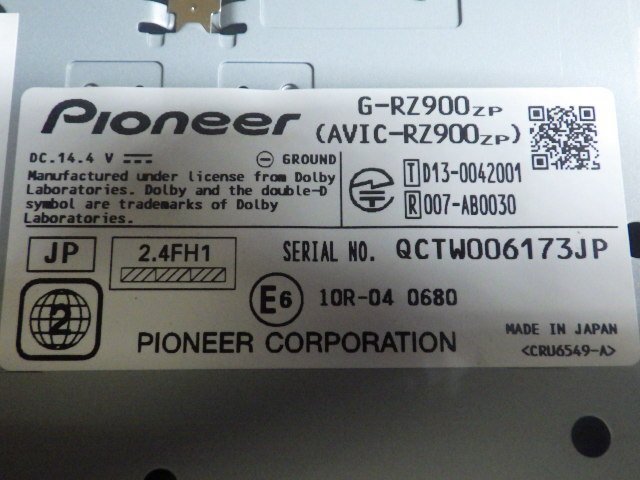 Pioneer
G-RZ900ZP
(AVIC-RZ900ZP)
DC.14.4 V
GROUND
Manufactured under license from Dolby
Laboratories. Dolby and the double-D
symbol are trademarks of Dolby
Laboratories.
T D13-0042001
R 007-AB0030
JP
2.4FH1
SERIAL NO. QCTW006173JP
2
E6
10R-04 0680
PIONEER CORPORATION
MADE IN JAPAN
<CRU6549-A>